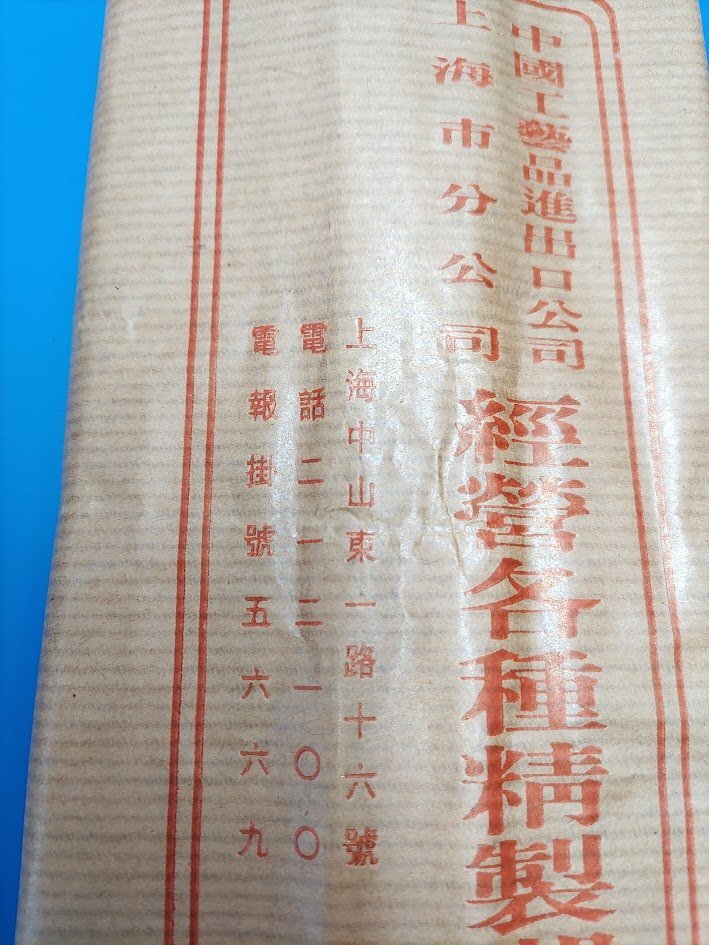 中國工藝品進出口公司
上海市分公司
經營各種精製
上海中山東一路十六號
電話二一二一〇〇
電報掛號五六六九